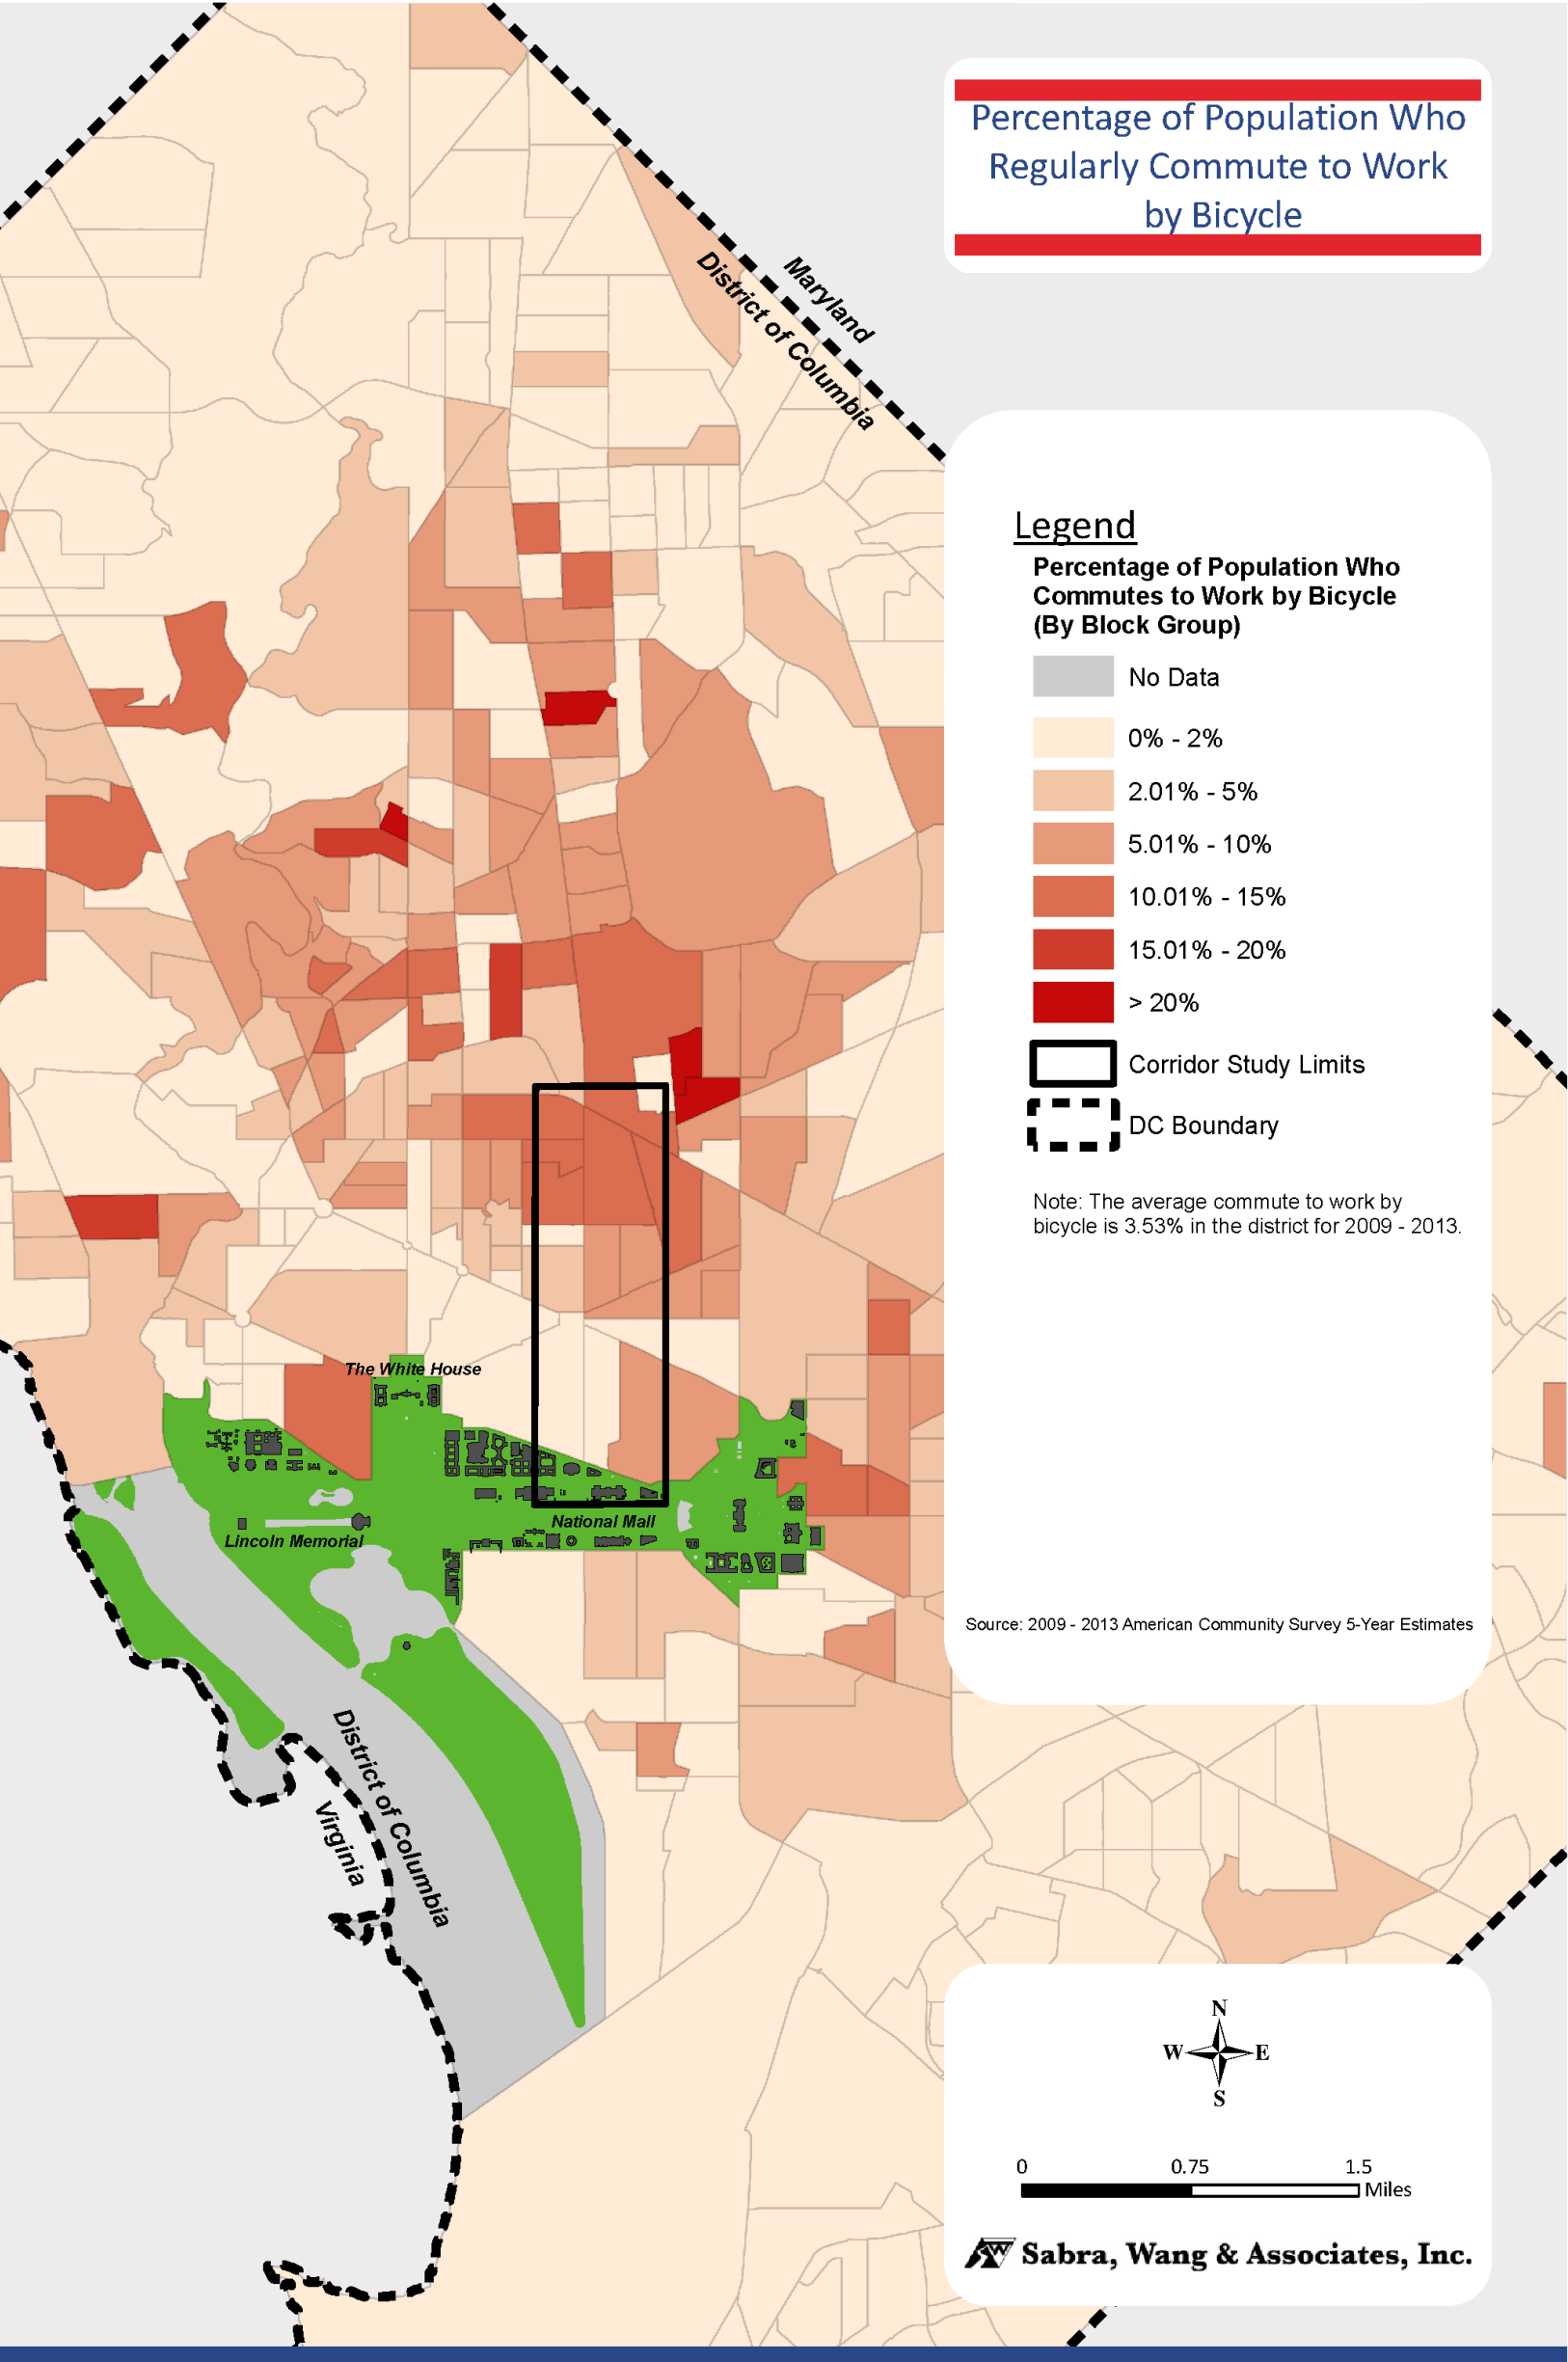 Percentage of Population Who
Regularly Commute to Work
by Bicycle
Maryland
District of Columbia
Legend
Percentage of Population Who
Commutes to Work by Bicycle
(By Block Group)
No Data
0% - 2%
2.01% - 5%
5.01% - 10%
10.01% - 15%
15.01% - 20%
> 20%
Corridor Study Limits
DC Boundary
Note: The average commute to work by
bicycle is 3.53% in the district for 2009 - 2013.
The White House
National Mall
Lincoln Memorial
Source: 2009 - 2013 American Community Survey 5-Year Estimates
District of Columbia
Virginia
N
W E
S
0 0.75 1.5
Miles
Sabra, Wang & Associates, Inc.